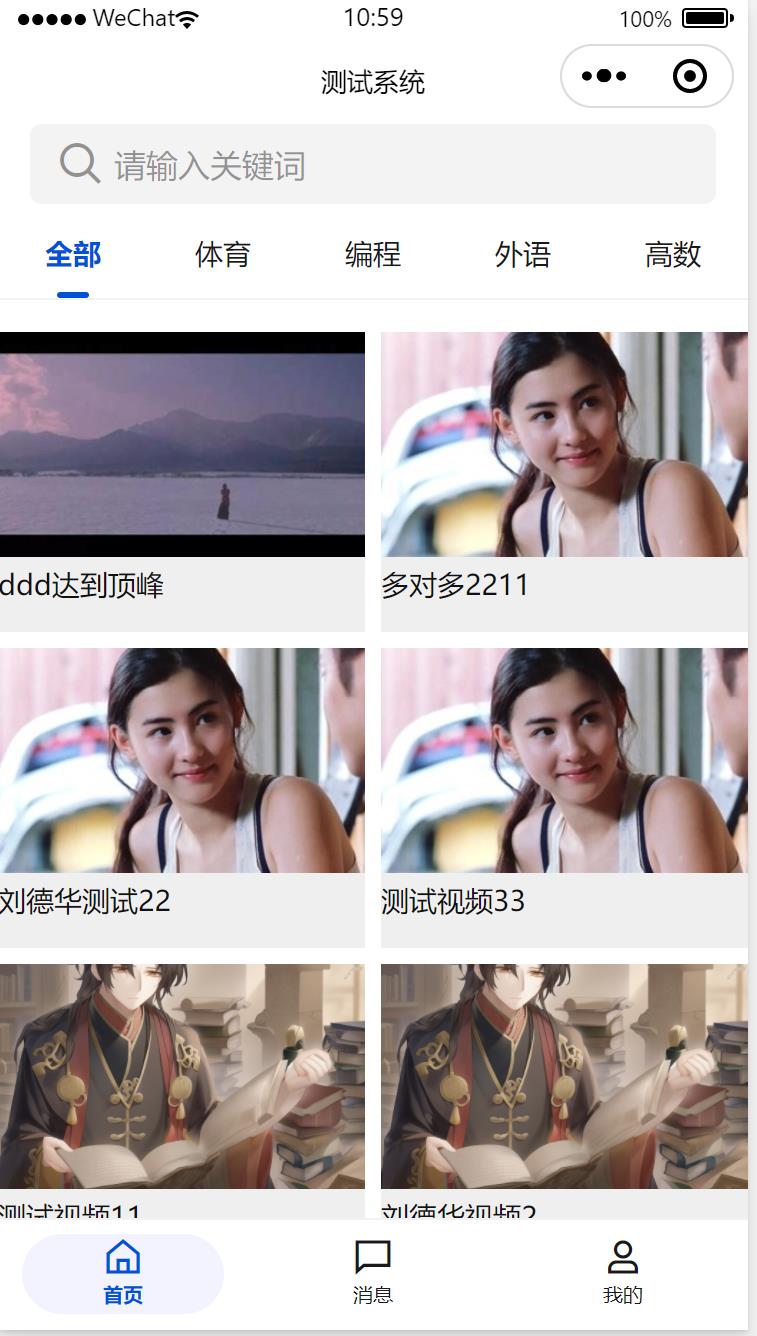 WeChat 10:59 100%
测试系统
请输入关键词
全部 体育 编程 外语 高数
ddd达到顶峰 多对多2211
刘德华测试22 测试视频33
测试视频11 刘德华视频2
首页 消息 我的